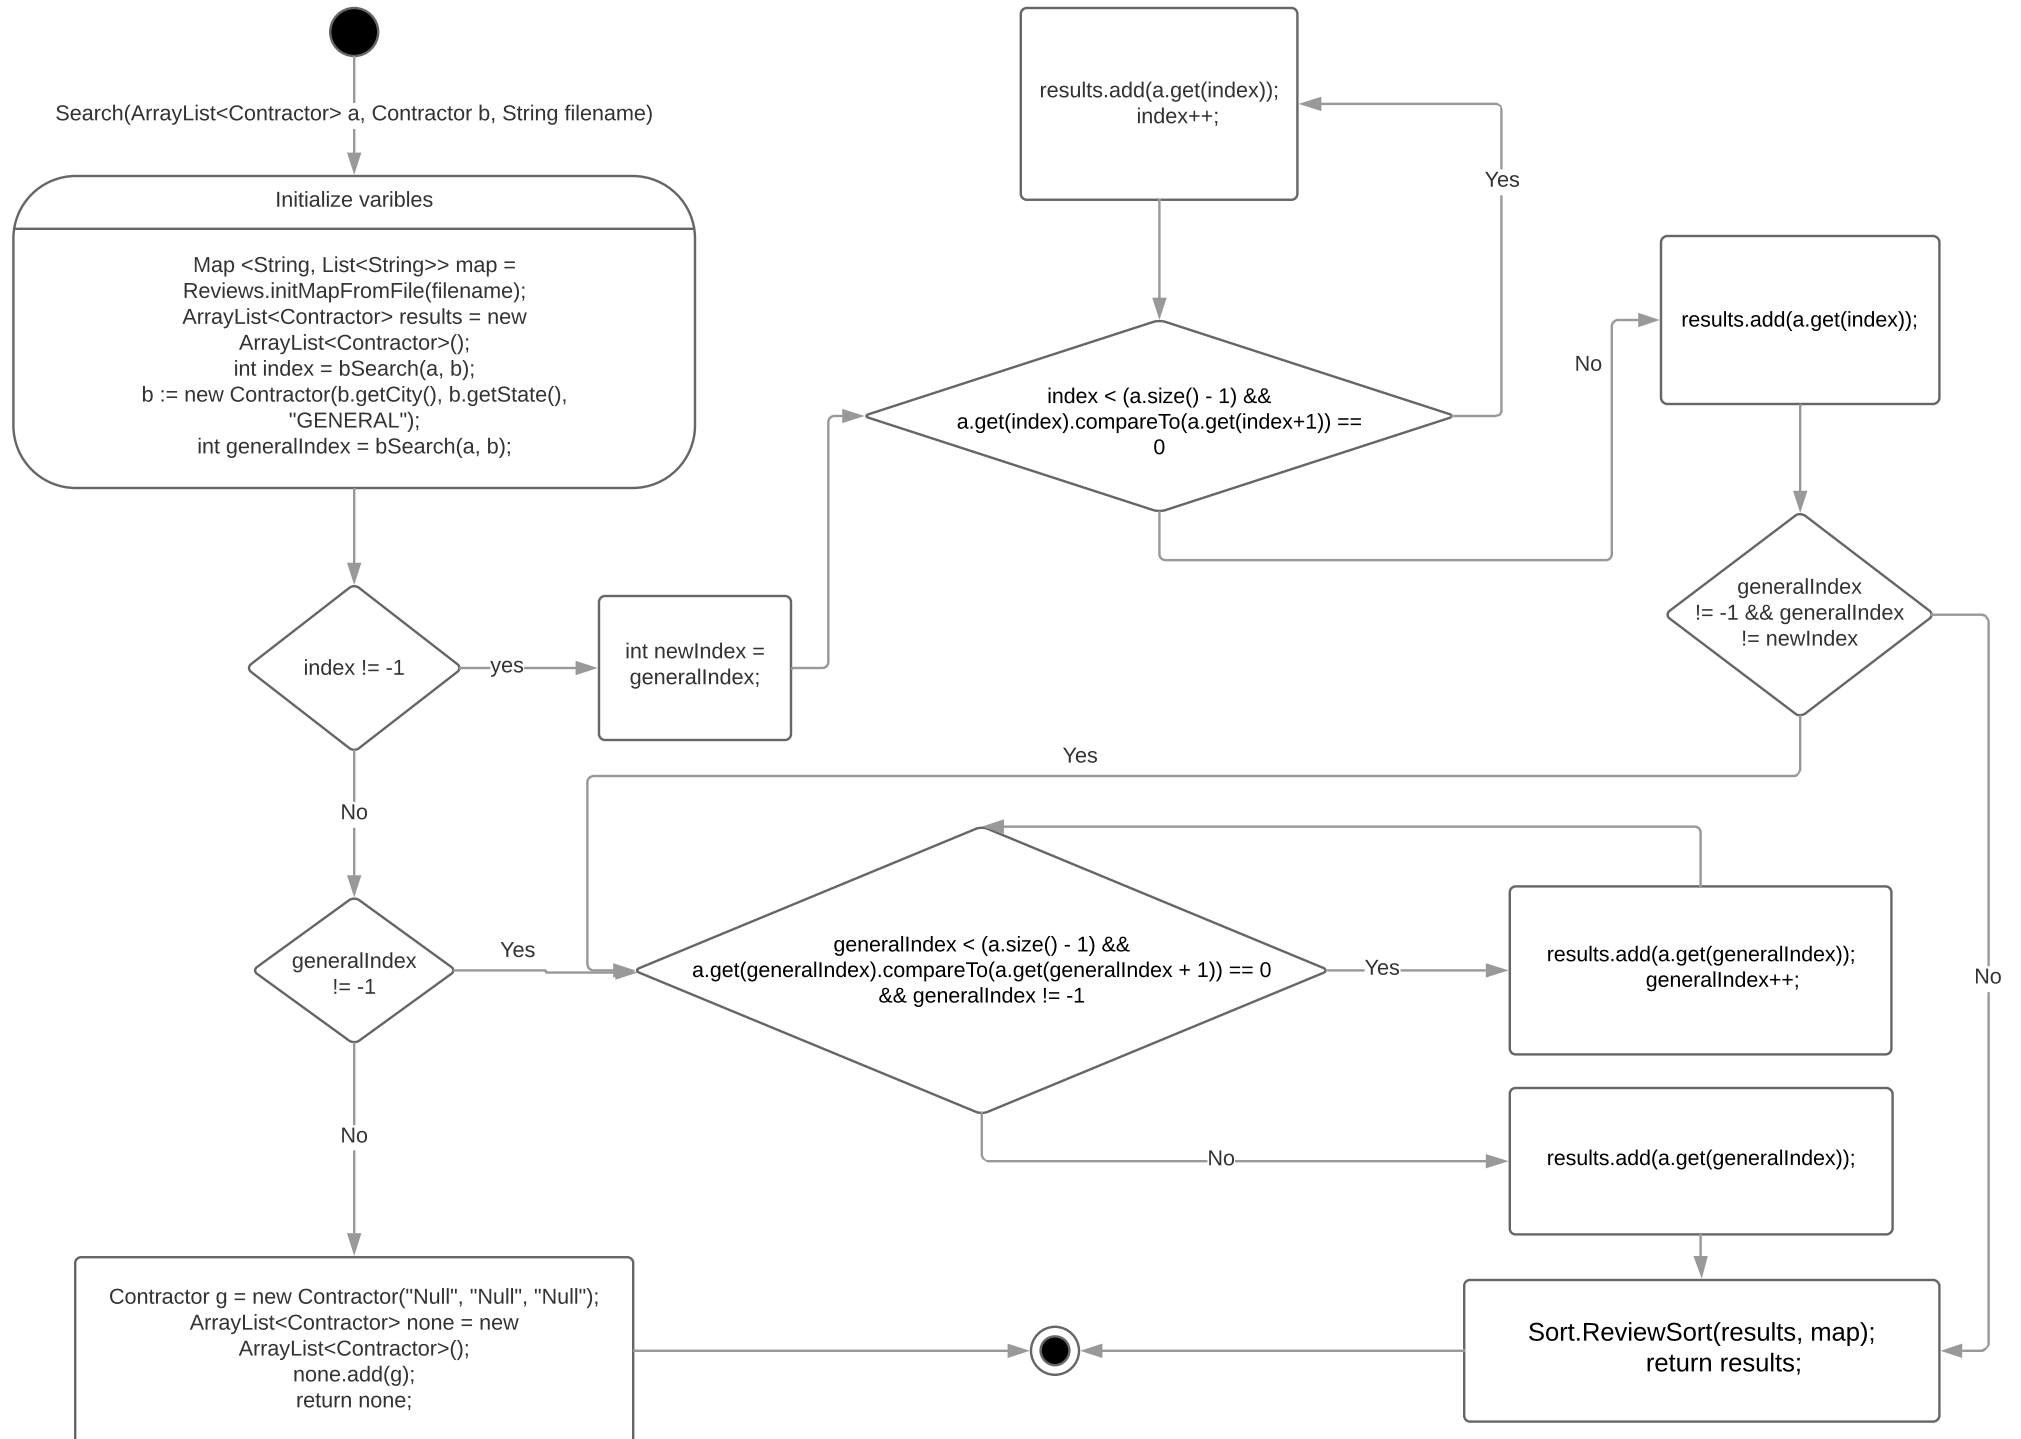 Search(ArrayList<Contractor> a, Contractor b, String filename)
Initialize varibles
Map <String, List<String>> map =
Reviews.initMapFromFile(filename);
ArrayList<Contractor> results = new
ArrayList<Contractor>();
int index = bSearch(a, b);
b := new Contractor(b.getCity(), b.getState(),
"GENERAL");
int generalIndex = bSearch(a, b);
index != -1
yes
int newIndex =
generalIndex;
results.add(a.get(index));
index++;
Yes
index < (a.size() - 1) &&
a.get(index).compareTo(a.get(index+1)) ==
0
No
results.add(a.get(index));
generalIndex
!= -1 && generalIndex
!= newIndex
Yes
No
No
generalIndex
!= -1
Yes
generalIndex < (a.size() - 1) &&
a.get(generalIndex).compareTo(a.get(generalIndex + 1)) == 0
&& generalIndex != -1
Yes
results.add(a.get(generalIndex));
generalIndex++;
No
results.add(a.get(generalIndex));
No
Contractor g = new Contractor("Null", "Null", "Null");
ArrayList<Contractor> none = new
ArrayList<Contractor>();
none.add(g);
return none;
Sort.ReviewSort(results, map);
return results;